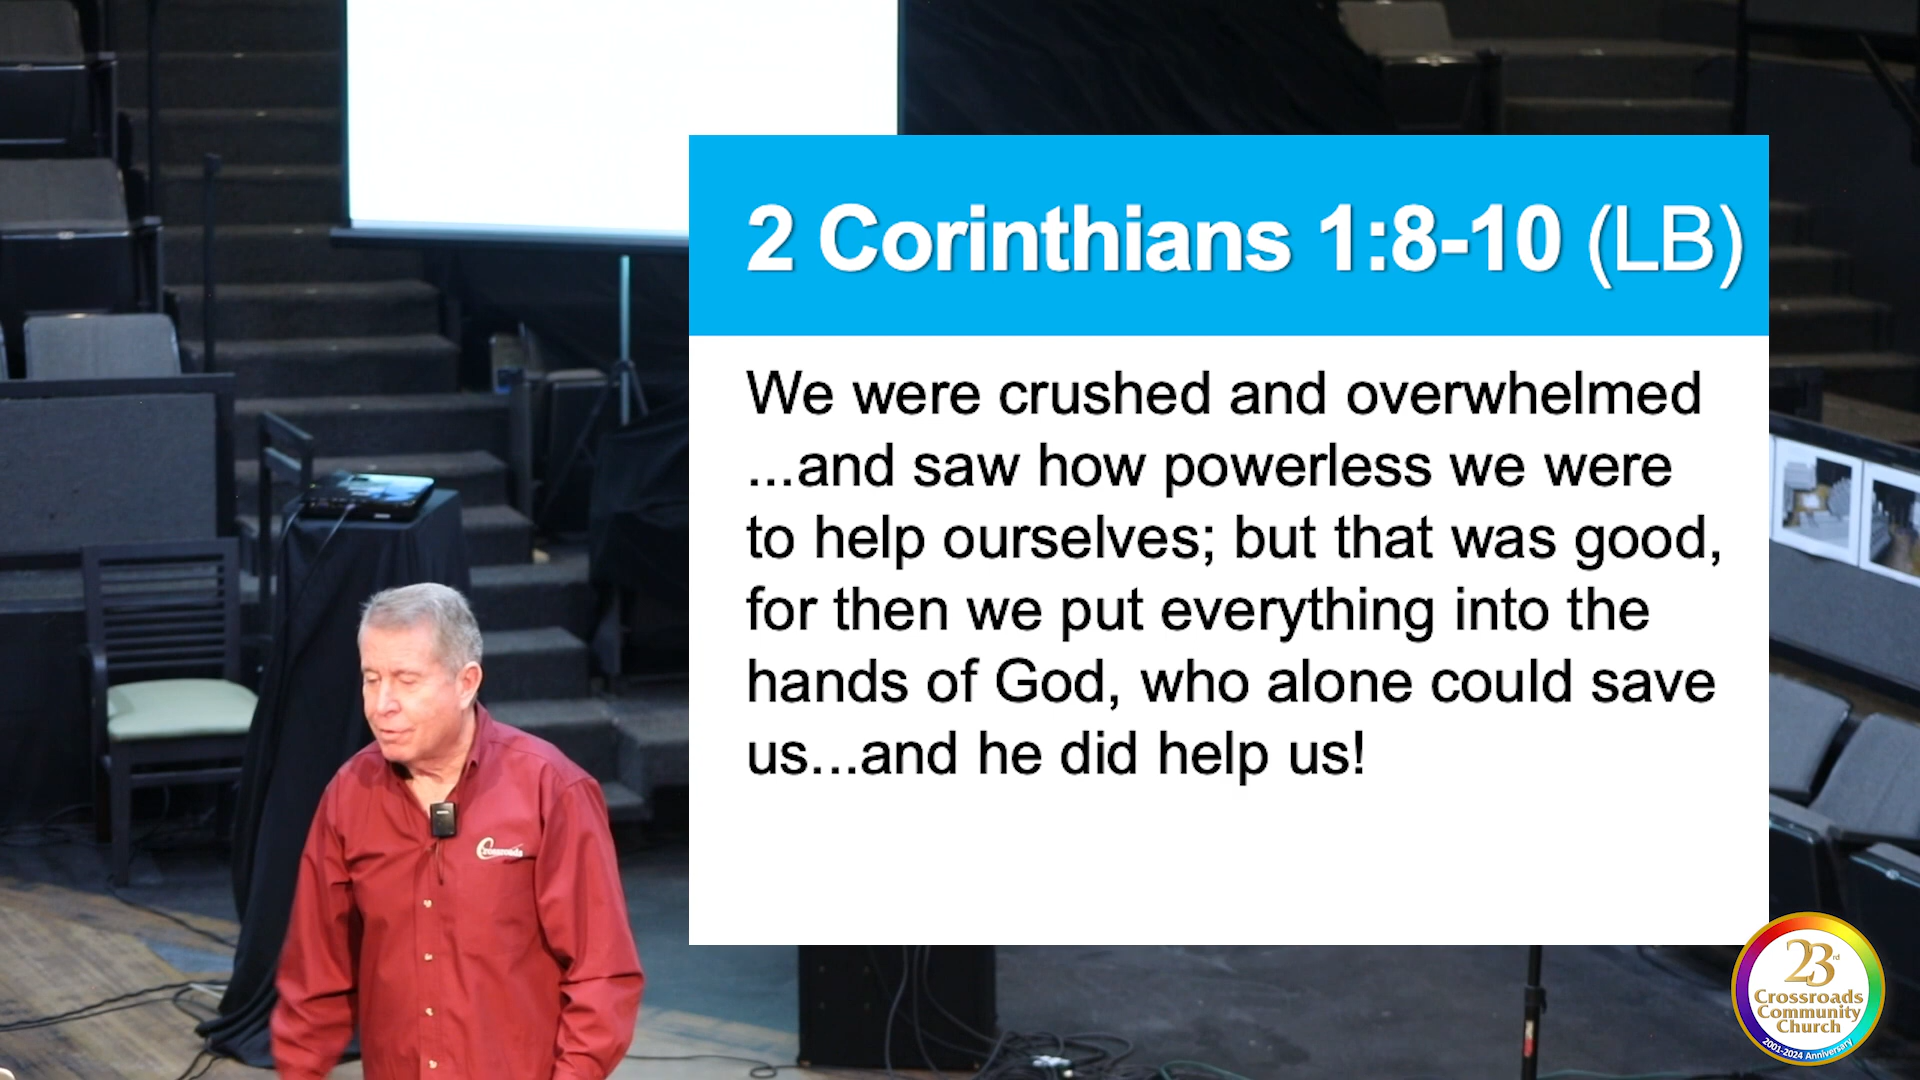 2 Corinthians 1:8-10 (LB)
We were crushed and overwhelmed
...and saw how powerless we were
to help ourselves; but that was good,
for then we put everything into the
hands of God, who alone could save
us...and he did help us!
Crossroads
23rd
Crossroads
Community
Church
2001-2024 Anniversary